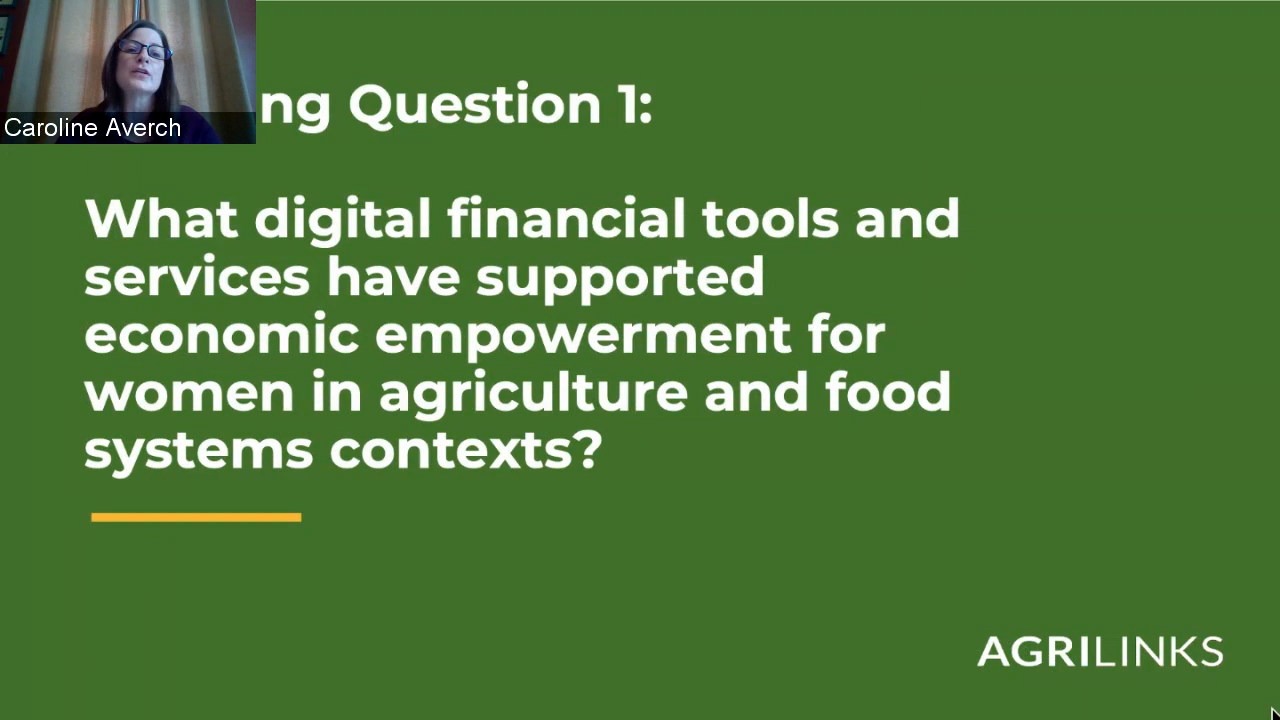 Caroline Averch
ng Question 1:
What digital financial tools and
services have supported
economic empowerment for
women in agriculture and food
systems contexts?
AGRILINKS